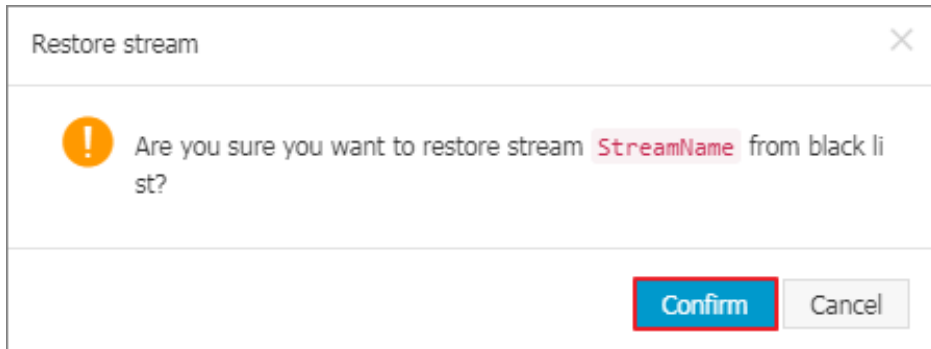 Restore stream
Are you sure you want to restore stream StreamName from black li
st?
Confirm Cancel